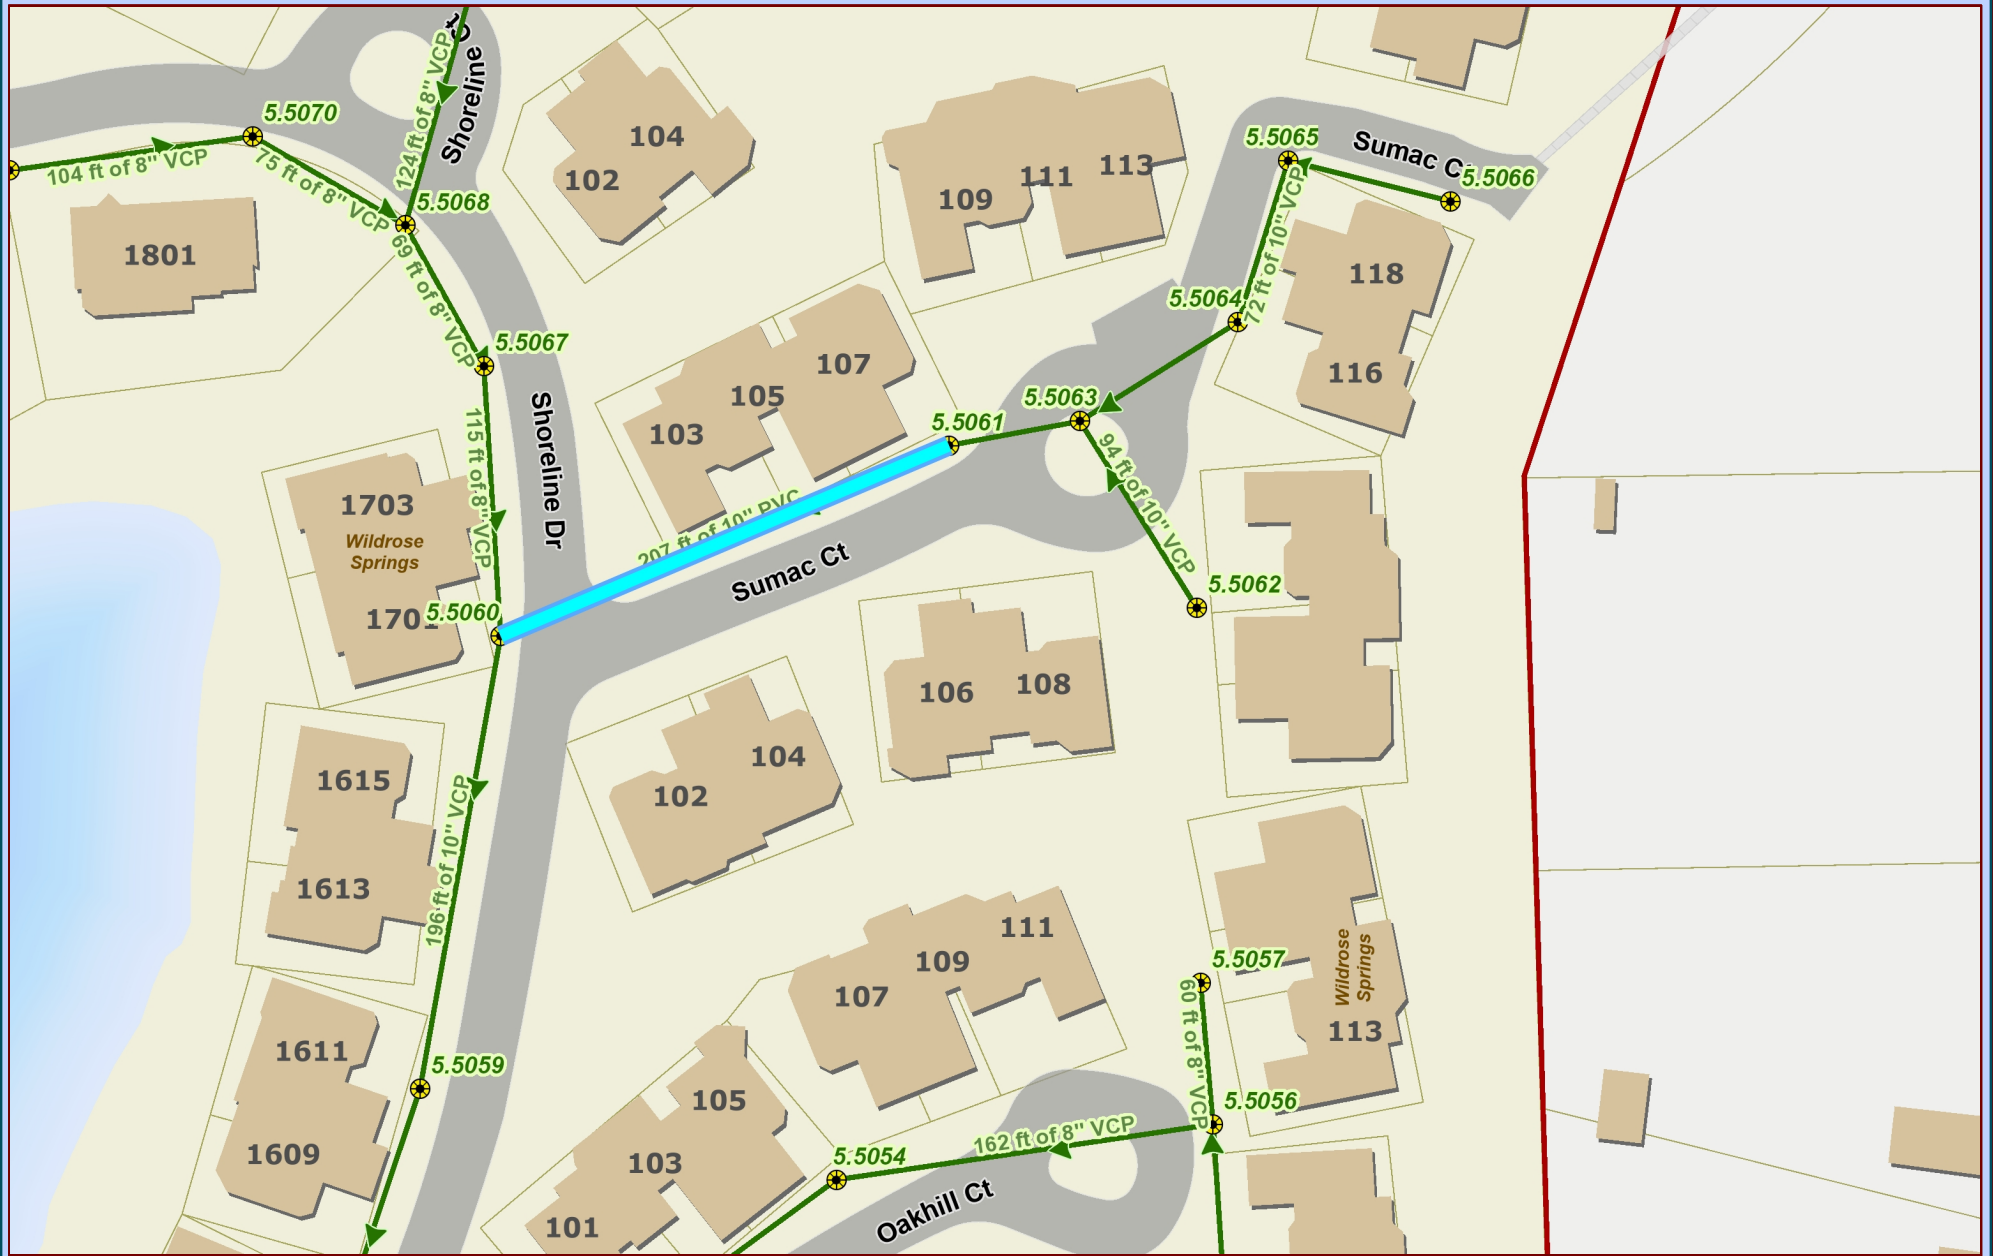 Shoreline Ct
124 ft of 8" VCP
5.5070
104 ft of 8" VCP
75 ft of 8" VCP
5.5068
1801
69 ft of 8" VCP
5.5067
104
102
109
111
113
5.5065
Sumac Ct
5.5066
72 ft of 10" VCP
118
5.5064
116
107
105
103
5.5061
5.5063
94 ft of 10" VCP
5.5062
115 ft of 8" VCP
Shoreline Dr
1703
Wildrose
Springs
1701
5.5060
207 ft of 10" PVC
Sumac Ct
106
108
104
102
1615
1613
196 ft of 10" VCP
111
109
107
5.5057
60 ft of 8" VCP
Wildrose
Springs
113
5.5059
1611
1609
105
103
101
5.5056
162 ft of 8" VCP
5.5054
Oakhill Ct